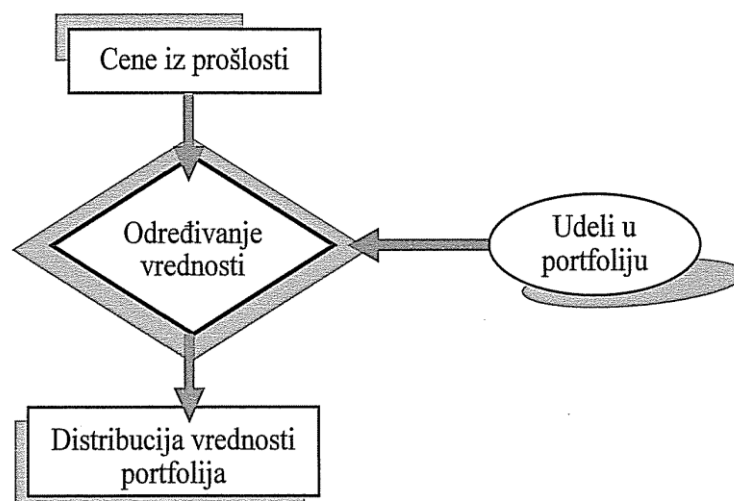 Cene iz prošlosti
Određivanje
vrednosti
Udeli u
portfoliju
Distribucija vrednosti
portfolija